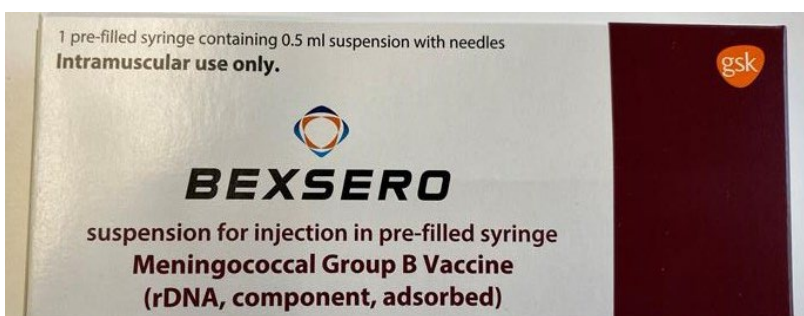 1 pre-filled syringe containing 0.5 ml suspension with needles
Intramuscular use only.
gsk
BEXSERO
suspension for injection in pre-filled syringe
Meningococcal Group B Vaccine
(rDNA, component, adsorbed)